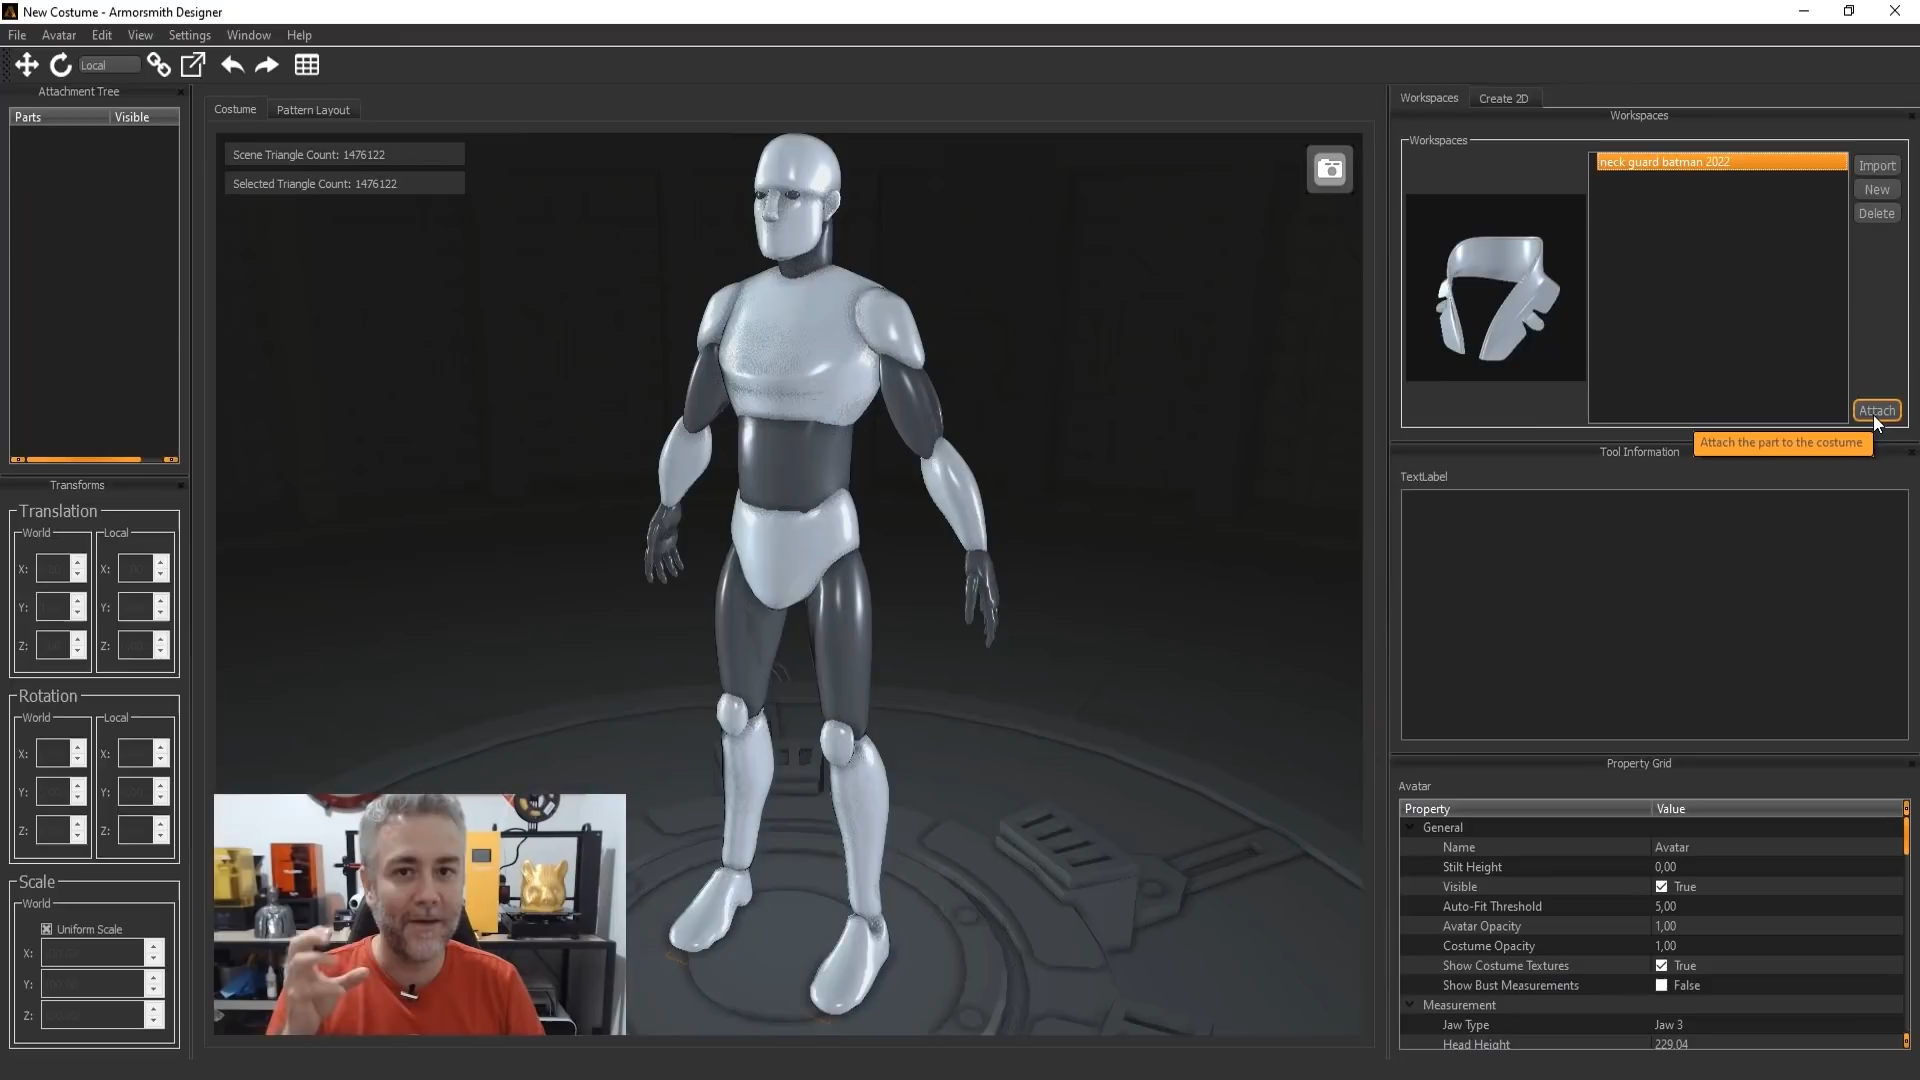 New Costume - Armorsmith Designer
File Avatar Edit View Settings Window Help
Local
Attachment Tree
Parts Visible
Transforms
Translation
World Local
X: X:
Y: Y:
Z: Z:
Rotation
World Local
X: X:
Y: Y:
Z: Z:
Scale
World
Uniform Scale
X:
Y:
Z:
Costume Pattern Layout
Scene Triangle Count: 1476122
Selected Triangle Count: 1476122
Workspaces Create 2D
Workspaces
Workspaces
neck guard batman 2022
Import
New
Delete
Attach
Attach the part to the costume
Tool Information
TextLabel
Property Grid
Avatar
Property Value
General
Name Avatar
Stilt Height 0,00
Visible True
Auto-Fit Threshold 5,00
Avatar Opacity 1,00
Costume Opacity 1,00
Show Costume Textures True
Show Bust Measurements False
Measurement
Jaw Type Jaw 3
Head Height 229,04